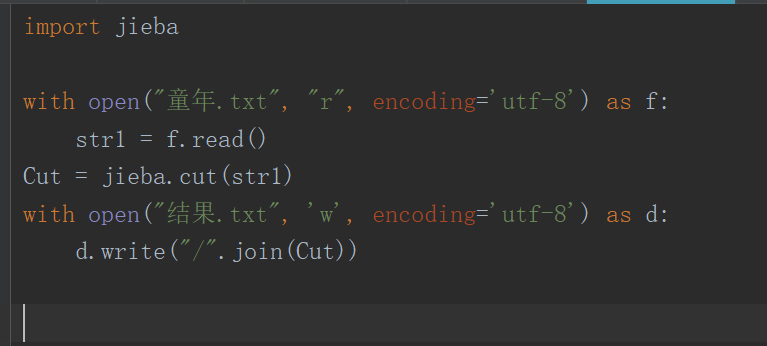 import jieba
with open("童年.txt", "r", encoding='utf-8') as f:
    str1 = f.read()
Cut = jieba.cut(str1)
with open("结果.txt", 'w', encoding='utf-8') as d:
    d.write("/".join(Cut))